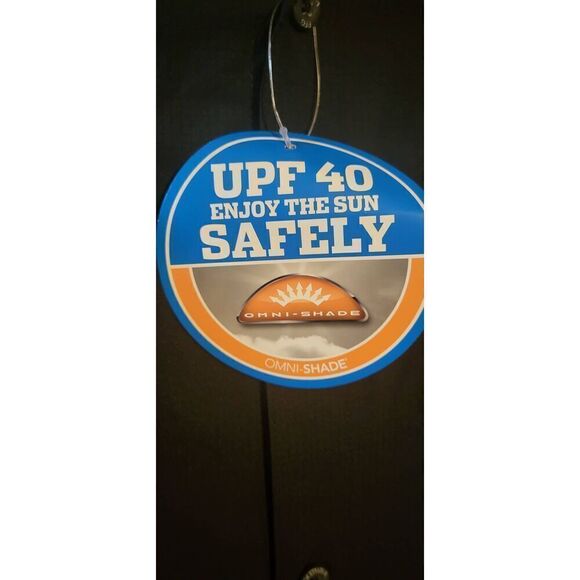 UPF 40
ENJOY THE SUN
SAFELY
OMNI-SHADE
OMNI-SHADE